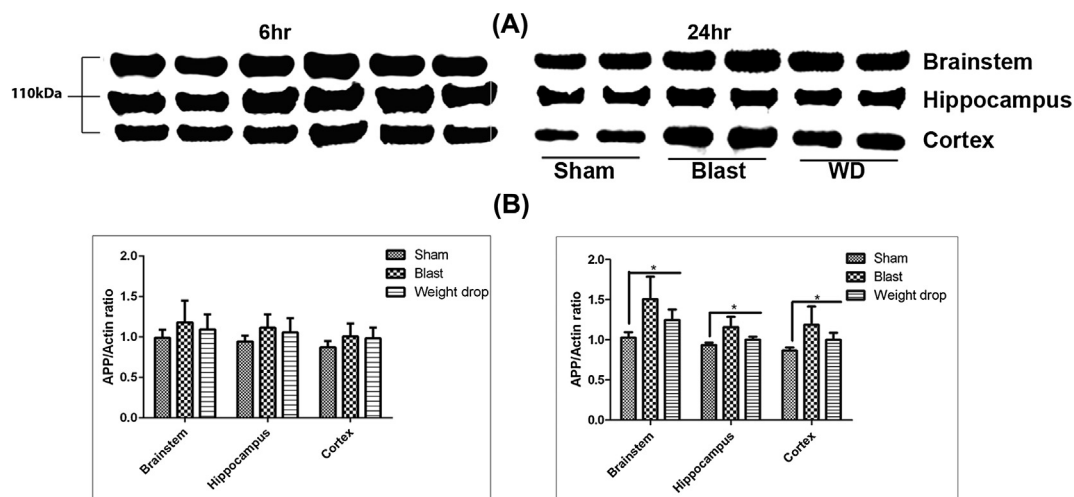 (A)
6hr
24hr
110kDa
Brainstem
Hippocampus
Cortex
Sham
Blast
WD
(B)
APP/Actin ratio
2.0
1.5
1.0
0.5
0.0
Sham
Blast
Weight drop
Brainstem
Hippocampus
Cortex
APP/Actin ratio
2.0
1.5
1.0
0.5
0.0
Sham
Blast
Weight drop
*
*
*
Brainstem
Hippocampus
Cortex